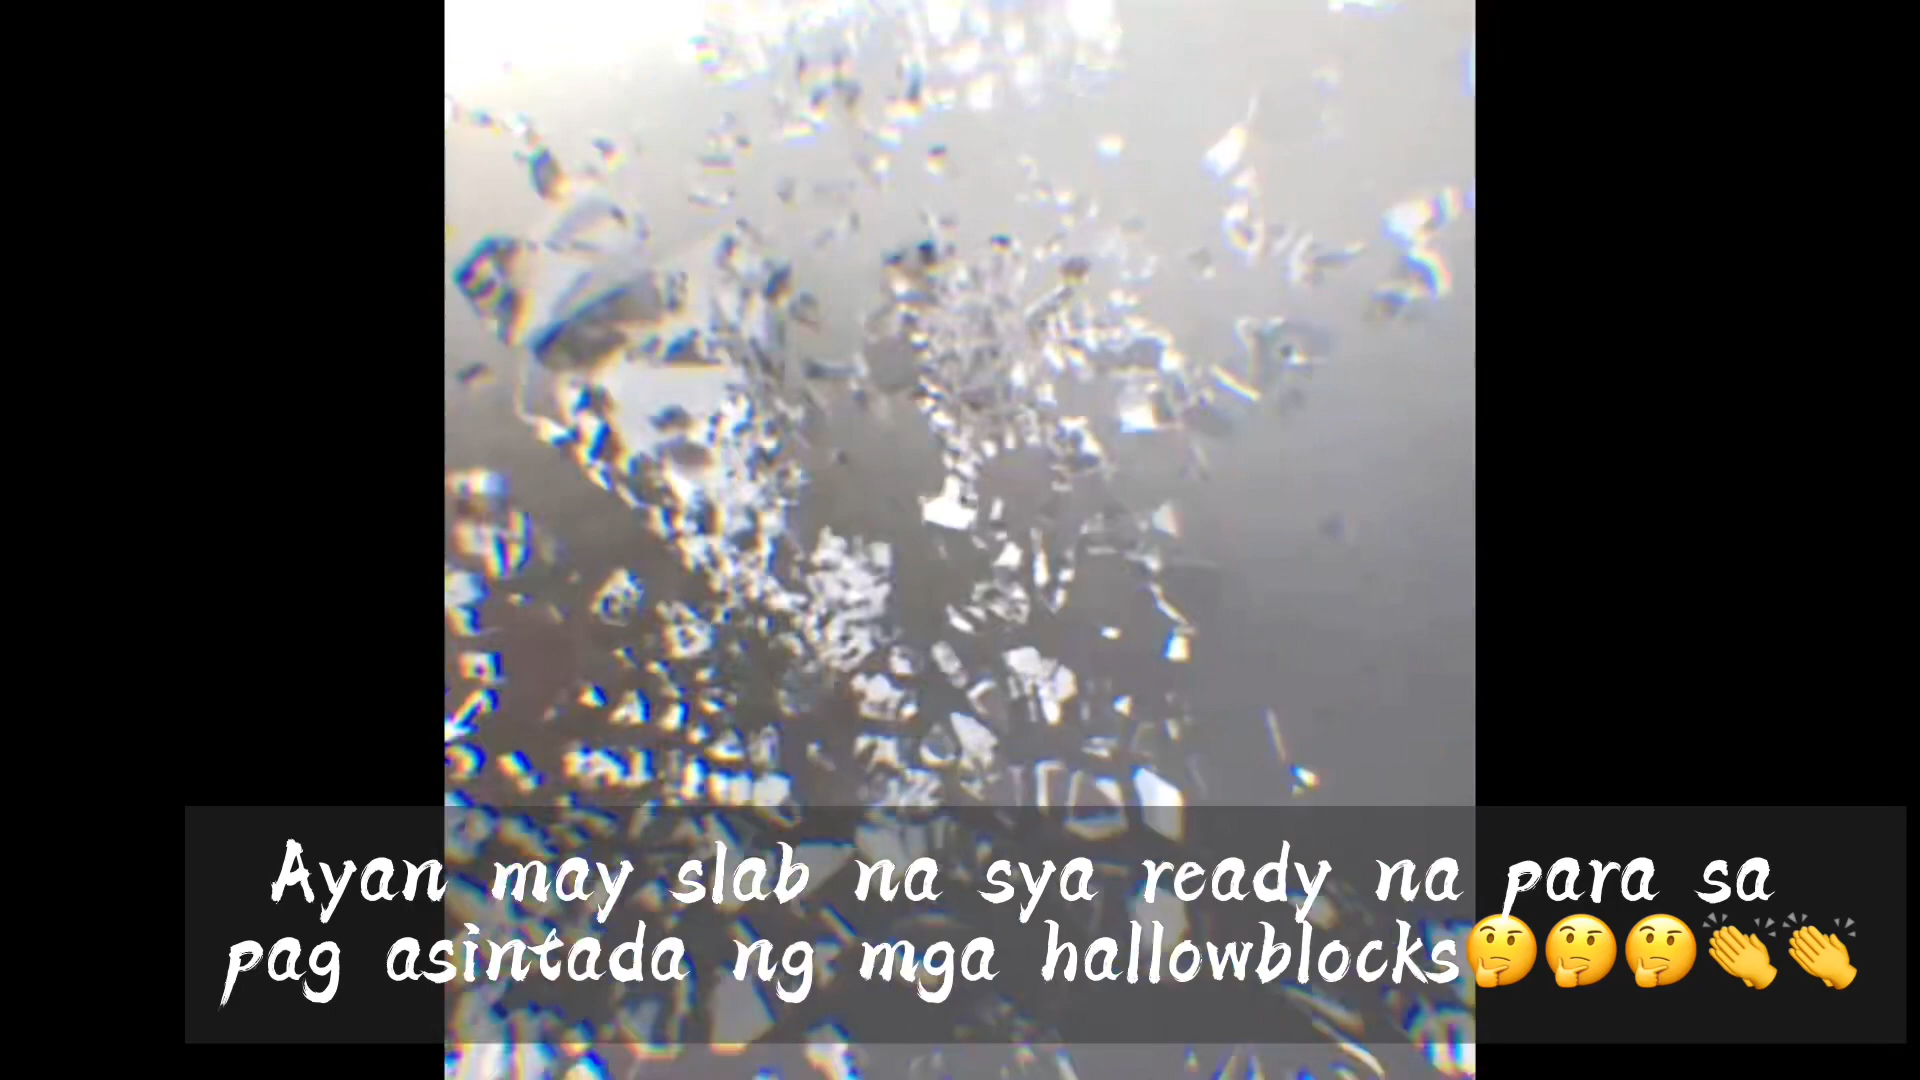 Ayan may slab na sya ready na para sa
pag asintada ng mga hallowblocks🤔🤔🤔👏👏